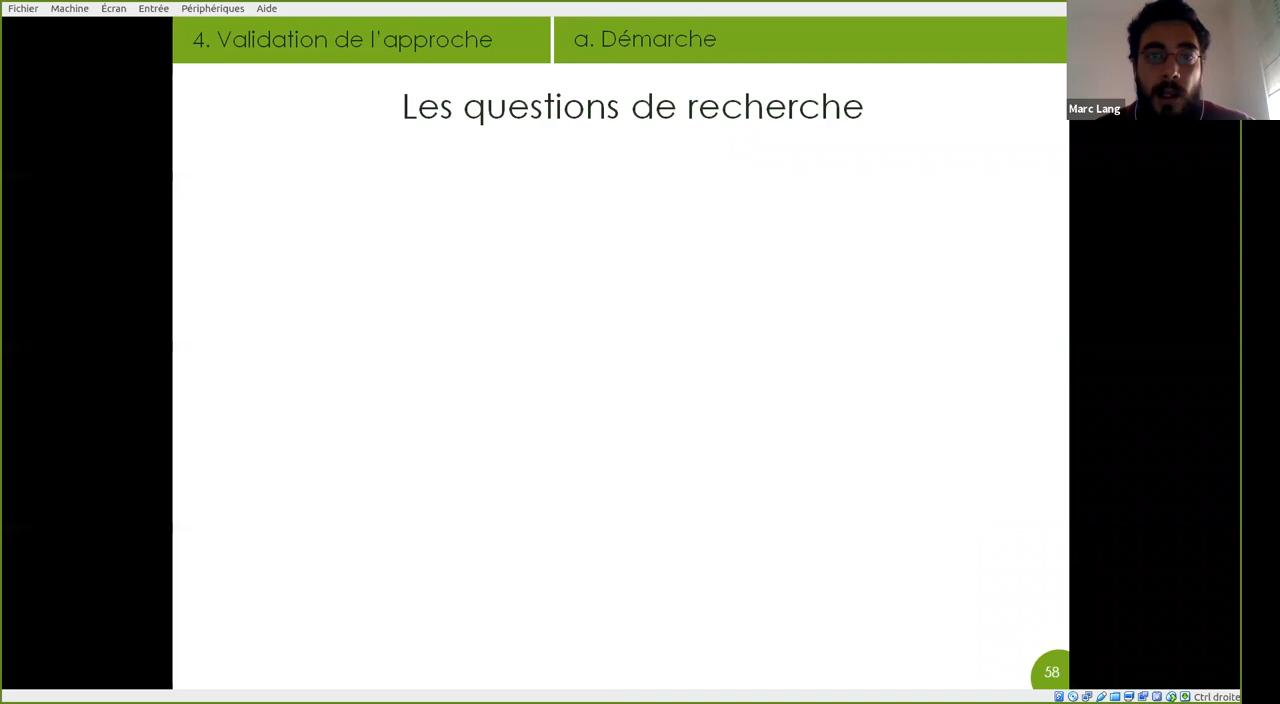 Fichier Machine Écran Entrée Périphériques Aide
4. Validation de l'approche
a. Démarche
Les questions de recherche
Marc Lang
58
Ctrl droite